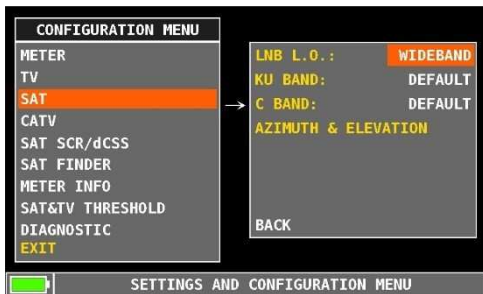 CONFIGURATION MENU
METER
TV
SAT
CATV
SAT SCR/dCSS
SAT FINDER
METER INFO
SAT&TV THRESHOLD
DIAGNOSTIC
EXIT
→
LNB L.O.: WIDEBAND
KU BAND: DEFAULT
C BAND: DEFAULT
AZIMUTH & ELEVATION
BACK
SETTINGS AND CONFIGURATION MENU